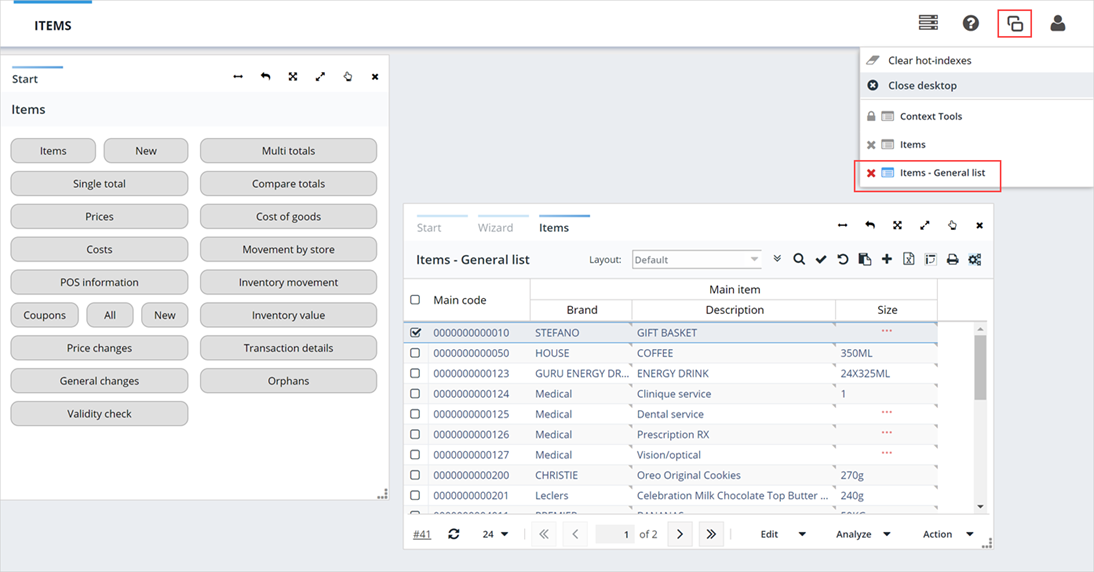 ITEMS
Clear hot-indexes
Close desktop
Context Tools
Items
Items - General list
Start
Items
Items New Multi totals
Single total Compare totals
Prices Cost of goods
Costs Movement by store
POS information Inventory movement
Coupons All New Inventory value
Price changes Transaction details
General changes Orphans
Validity check
Start Wizard Items
Items - General list Layout: Default
Main code Main item
Brand Description Size
0000000000010 STEFANO GIFT BASKET ...
0000000000050 HOUSE COFFEE 350ML
0000000000123 GURU ENERGY DR... ENERGY DRINK 24X325ML
0000000000124 Medical Clinique service 1
0000000000125 Medical Dental service ...
0000000000126 Medical Prescription RX ...
0000000000127 Medical Vision/optical ...
0000000000200 CHRISTIE Oreo Original Cookies 270g
0000000000201 Leclers Celebration Milk Chocolate Top Butter ... 240g
#41 24 1 of 2 Edit Analyze Action